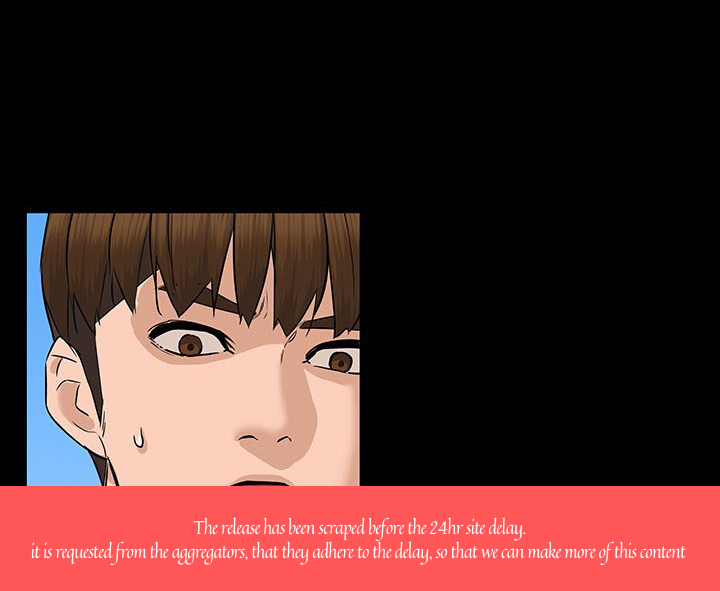 The release has been scraped before the 24hr site delay.
it is requested from the aggregators, that they adhere to the delay, so that we can make more of this content